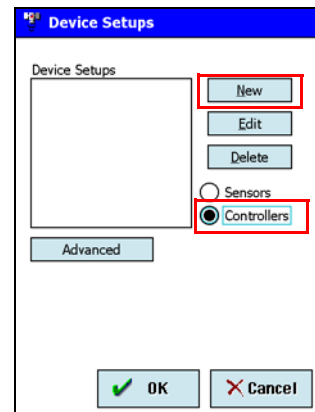 Device Setups
Device Setups
New
Edit
Delete
Sensors
Controllers
Advanced
OK
Cancel